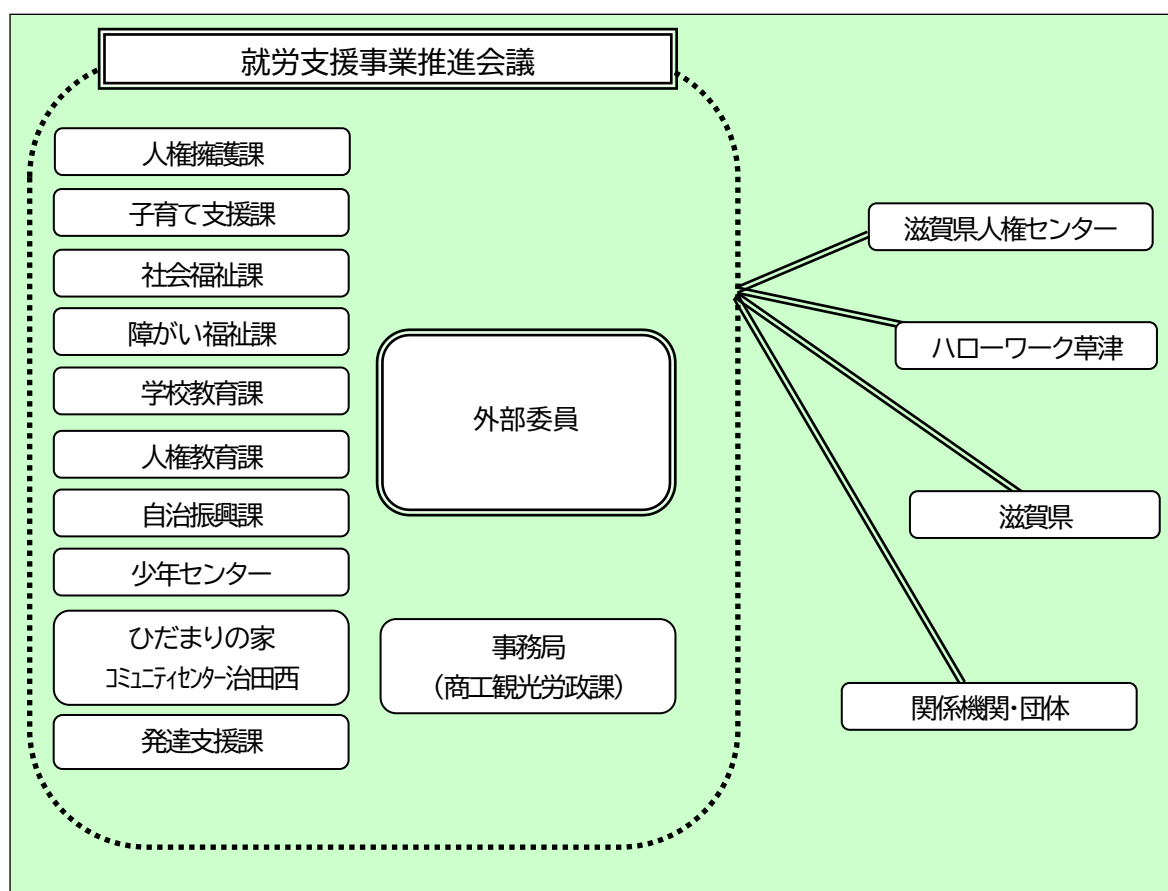 就労支援事業推進会議
人権擁護課
子育て支援課
社会福祉課
障がい福祉課
学校教育課
人権教育課
自治振興課
少年センター
ひだまりの家
コミュニティセンター治田西
発達支援課
外部委員
事務局
（商工観光労政課）
滋賀県人権センター
ハローワーク草津
滋賀県
関係機関・団体